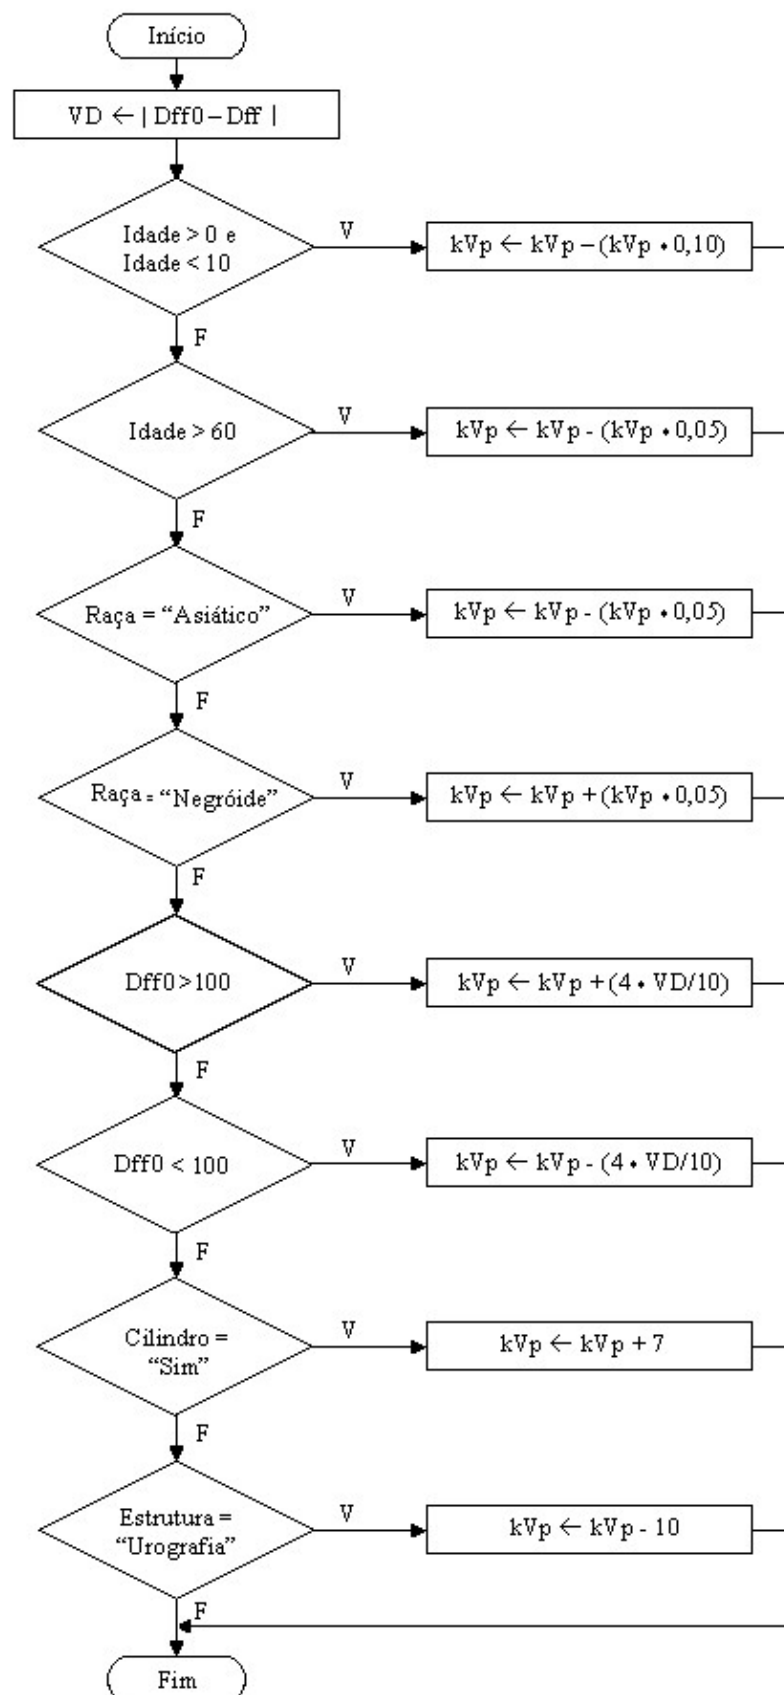 Início
VD ← | Dff0 – Dff |
Idade > 0 e
Idade < 10
V
kVp ← kVp – (kVp • 0,10)
F
Idade > 60
V
kVp ← kVp - (kVp • 0,05)
F
Raça = “Asiático”
V
kVp ← kVp - (kVp • 0,05)
F
Raça = “Negróide”
V
kVp ← kVp + (kVp • 0,05)
F
Dff0 > 100
V
kVp ← kVp + (4 • VD/10)
F
Dff0 < 100
V
kVp ← kVp - (4 • VD/10)
F
Cilindro =
“Sim”
V
kVp ← kVp + 7
F
Estrutura =
“Urografia”
V
kVp ← kVp - 10
F
Fim